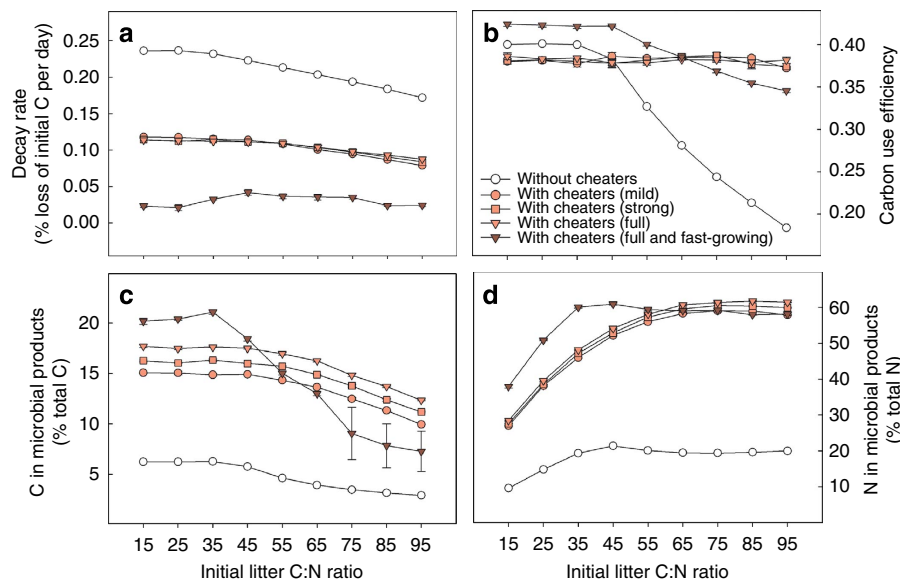 a
0.25
0.20
0.15
0.10
0.05
0.00
Decay rate
(% loss of initial C per day)
b
0.40
0.35
0.30
0.25
0.20
Carbon use efficiency
Without cheaters
With cheaters (mild)
With cheaters (strong)
With cheaters (full)
With cheaters (full and fast-growing)
c
20
15
10
5
C in microbial products
(% total C)
15 25 35 45 55 65 75 85 95
Initial litter C:N ratio
d
60
50
40
30
20
10
N in microbial products
(% total N)
15 25 35 45 55 65 75 85 95
Initial litter C:N ratio